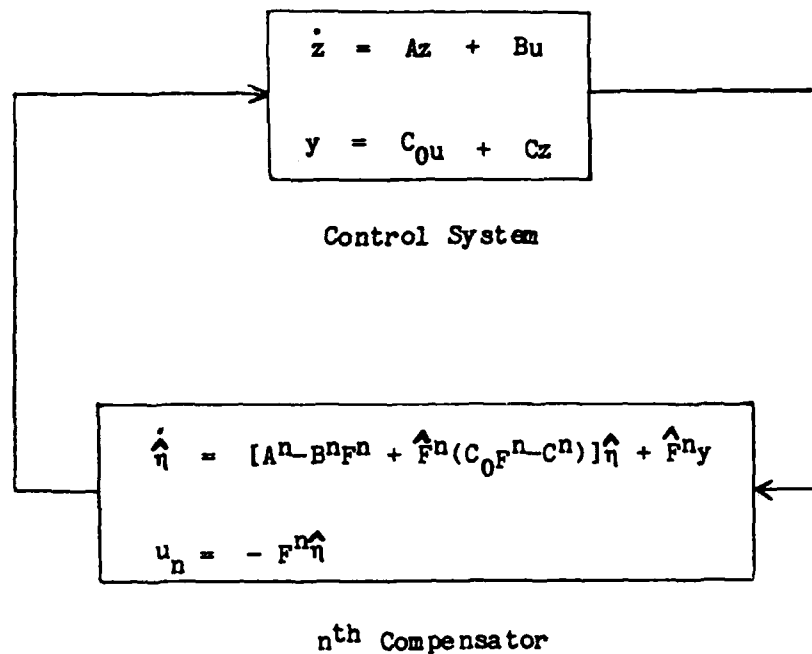 ż = Az + Bu
y = C₀u + Cz
Control System
η̂̇ = [Aⁿ-BⁿFⁿ + F̂ⁿ(C₀Fⁿ-Cⁿ)]η̂ + F̂ⁿy
uₙ = - Fⁿη̂
nᵗʰ Compensator